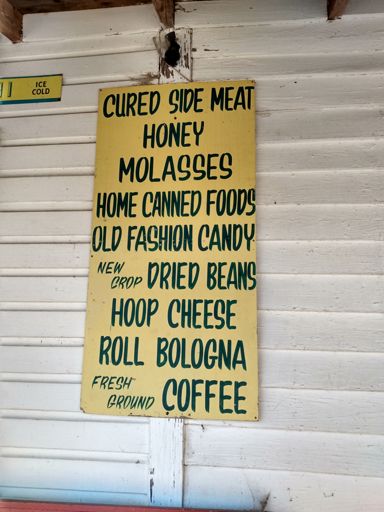 ICE
COLD
CURED SIDE MEAT
HONEY
MOLASSES
HOME CANNED FOODS
OLD FASHION CANDY
NEW CROP DRIED BEANS
HOOP CHEESE
ROLL BOLOGNA
FRESH GROUND COFFEE